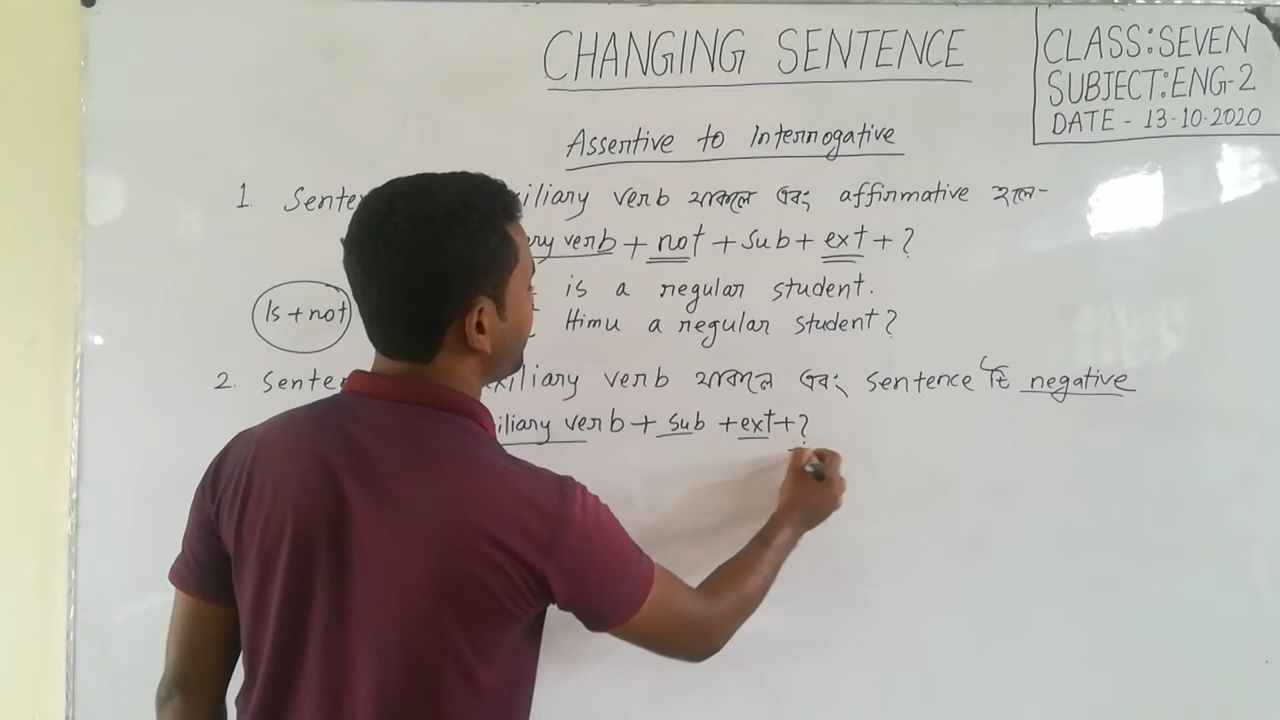 CHANGING SENTENCE
CLASS:SEVEN
SUBJECT:ENG-2
DATE - 13-10-2020
Assertive to Interrogative
1. Sente xiliary verb থাকলে এবং affirmative হলে-
ry verb + not + sub + ext + ?
is a regular student.
Is + not
Himu a regular student?
2. Sente xiliary verb থাকলে এবং sentence টি negative
iliary verb + sub + ext + ?